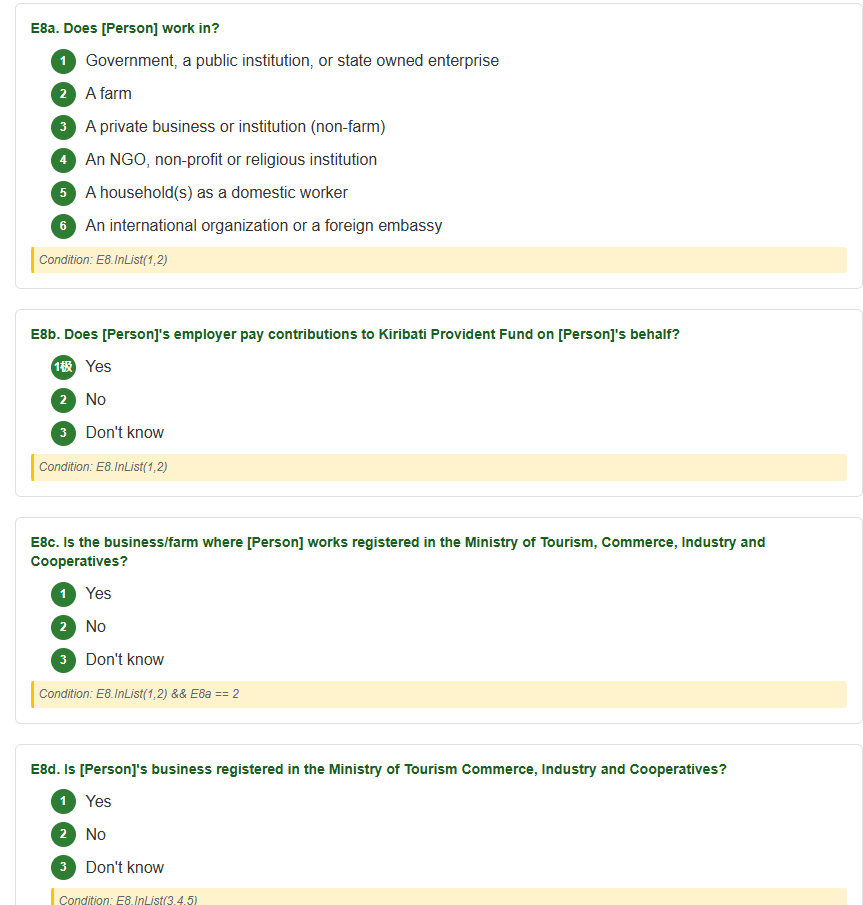 E8a. Does [Person] work in?
1 Government, a public institution, or state owned enterprise
2 A farm
3 A private business or institution (non-farm)
4 An NGO, non-profit or religious institution
5 A household(s) as a domestic worker
6 An international organization or a foreign embassy
Condition: E8.InList(1,2)
E8b. Does [Person]'s employer pay contributions to Kiribati Provident Fund on [Person]'s behalf?
1极 Yes
2 No
3 Don't know
Condition: E8.InList(1,2)
E8c. Is the business/farm where [Person] works registered in the Ministry of Tourism, Commerce, Industry and
Cooperatives?
1 Yes
2 No
3 Don't know
Condition: E8.InList(1,2) && E8a == 2
E8d. Is [Person]'s business registered in the Ministry of Tourism Commerce, Industry and Cooperatives?
1 Yes
2 No
3 Don't know
Condition: E8.InList(3,4,5)